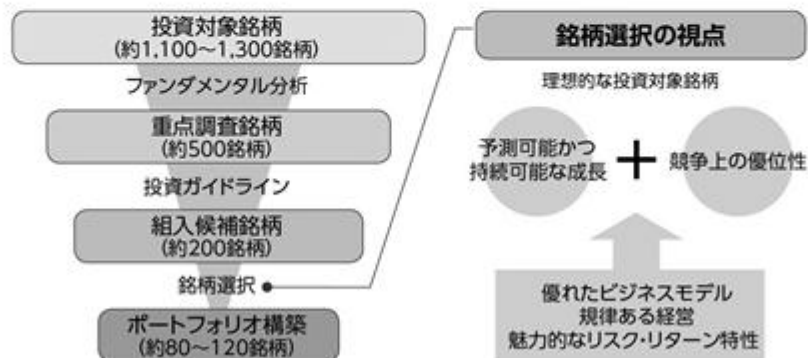 投資対象銘柄
(約1,100～1,300銘柄)
ファンダメンタル分析
重点調査銘柄
(約500銘柄)
投資ガイドライン
組入候補銘柄
(約200銘柄)
銘柄選択
ポートフォリオ構築
(約80～120銘柄)
銘柄選択の視点
理想的な投資対象銘柄
予測可能かつ
持続可能な成長
+
競争上の優位性
優れたビジネスモデル
規律ある経営
魅力的なリスク・リターン特性